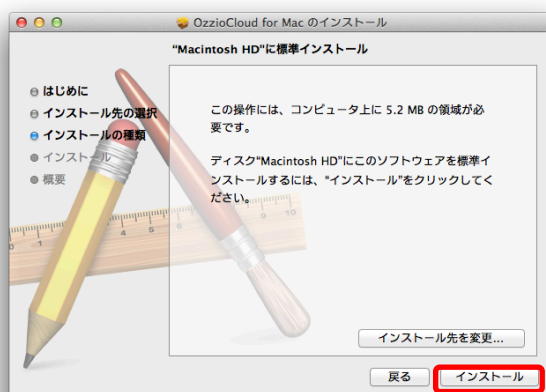 OzzioCloud for Mac のインストール
“Macintosh HD”に標準インストール
はじめに
インストール先の選択
インストールの種類
インストール
概要
この操作には、コンピュータ上に 5.2 MB の領域が必
要です。
ディスク“Macintosh HD”にこのソフトウェアを標準イ
ンストールするには、“インストール”をクリックしてく
ださい。
0 1 4 5 6 9 10
インストール先を変更...
戻る
インストール